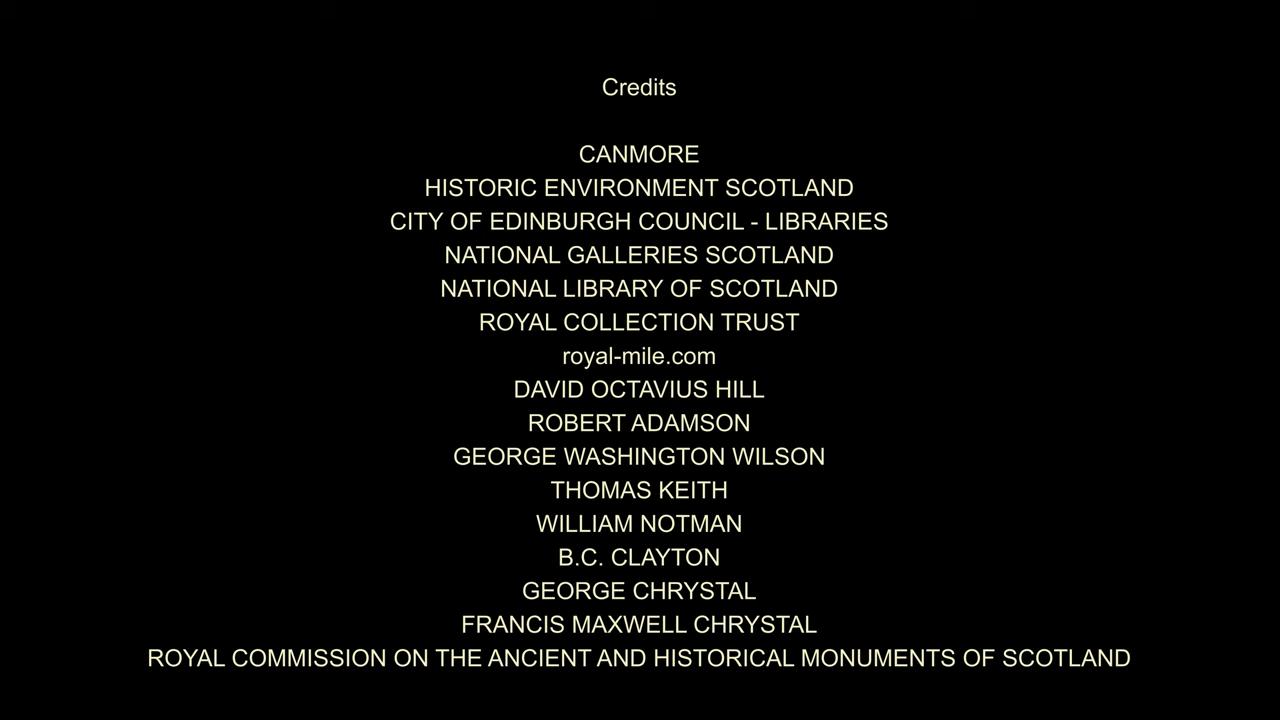 Credits
CANMORE
HISTORIC ENVIRONMENT SCOTLAND
CITY OF EDINBURGH COUNCIL - LIBRARIES
NATIONAL GALLERIES SCOTLAND
NATIONAL LIBRARY OF SCOTLAND
ROYAL COLLECTION TRUST
royal-mile.com
DAVID OCTAVIUS HILL
ROBERT ADAMSON
GEORGE WASHINGTON WILSON
THOMAS KEITH
WILLIAM NOTMAN
B.C. CLAYTON
GEORGE CHRYSTAL
FRANCIS MAXWELL CHRYSTAL
ROYAL COMMISSION ON THE ANCIENT AND HISTORICAL MONUMENTS OF SCOTLAND